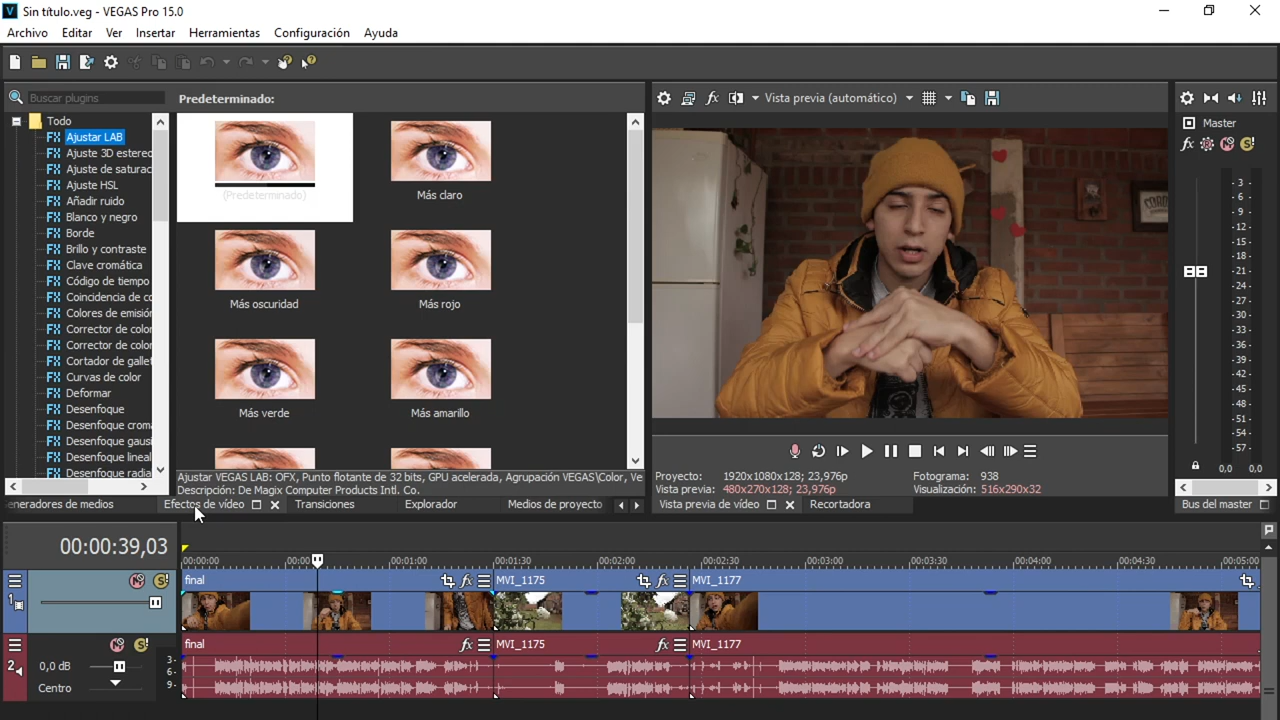 Sin título.veg - VEGAS Pro 15.0
Archivo Editar Ver Insertar Herramientas Configuración Ayuda
Buscar plugins
Predeterminado:
Vista previa (automático)
Todo
Ajustar LAB
Ajuste 3D estereo
Ajuste de saturac
Ajuste HSL
Añadir ruido
Blanco y negro
Borde
Brillo y contraste
Clave cromática
Código de tiempo
Coincidencia de co
Colores de emisión
Corrector de color
Corrector de color
Cortador de gallet
Curvas de color
Deformar
Desenfoque
Desenfoque crom
Desenfoque gausi
Desenfoque lineal
Desenfoque radia
(Predeterminado)
Más claro
Más oscuridad
Más rojo
Más verde
Más amarillo
Ajustar VEGAS LAB: OFX, Punto flotante de 32 bits, GPU acelerada, Agrupación VEGAS\Color, Ve
Descripción: De Magix Computer Products Intl. Co.
eneradores de medios Efectos de vídeo Transiciones Explorador Medios de proyecto
Proyecto: 1920x1080x128; 23,976p Fotograma: 938
Vista previa: 480x270x128; 23,976p Visualización: 516x290x32
Vista previa de vídeo Recortadora
Master
-3-
-6-
-9-
-12-
-15-
-18-
-21-
-24-
-27-
-30-
-33-
-36-
-39-
-42-
-45-
-48-
-51-
-54-
-57-
0,0 0,0
Bus del master
00:00:39,03
00:00:00 00:00 00:01:00 00:01:30 00:02:00 00:02:30 00:03:00 00:03:30 00:04:00 00:04:30 00:05:00
1
final MVI_1175 MVI_1177
2
final MVI_1175 MVI_1177
0,0 dB
Centro
3-
6-
9-